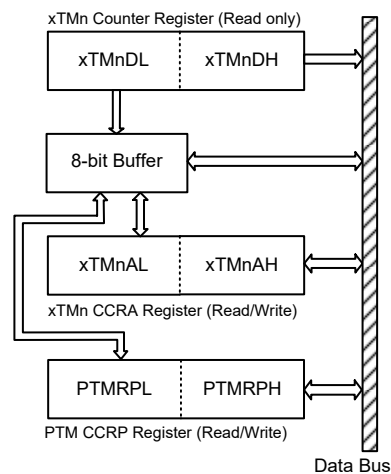 xTMn Counter Register (Read only)
xTMnDL xTMnDH
8-bit Buffer
xTMnAL xTMnAH
xTMn CCRA Register (Read/Write)
PTMRPL PTMRPH
PTM CCRP Register (Read/Write)
Data Bus